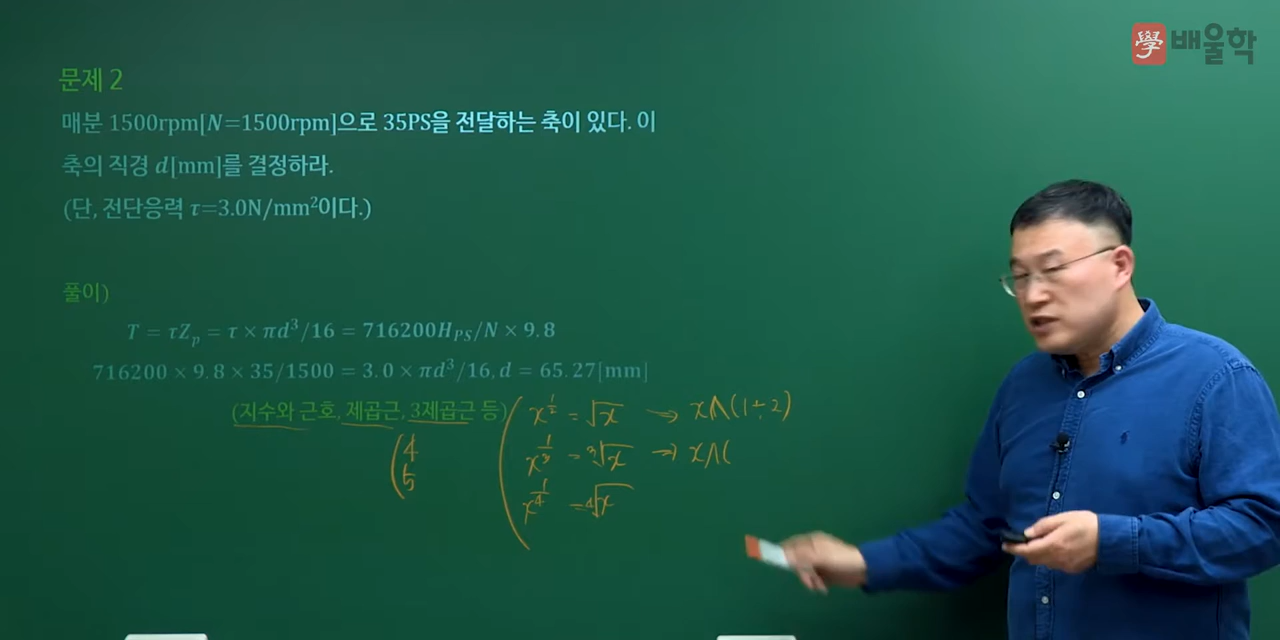 學 배울학
문제 2
매분 1500rpm[N=1500rpm]으로 35PS을 전달하는 축이 있다. 이
축의 직경 d[mm]를 결정하라.
(단, 전단응력 τ=3.0N/mm²이다.)
풀이)
T = τZₚ = τ × πd³/16 = 716200H_PS/N × 9.8
716200 × 9.8 × 35/1500 = 3.0 × πd³/16, d = 65.27[mm]
(지수와 근호, 제곱근, 3제곱근 등)
4
5
x^(1/2) = √x → x∧(1÷2)
x^(1/3) = ³√x → x∧(
x^(1/4) = ⁴√x